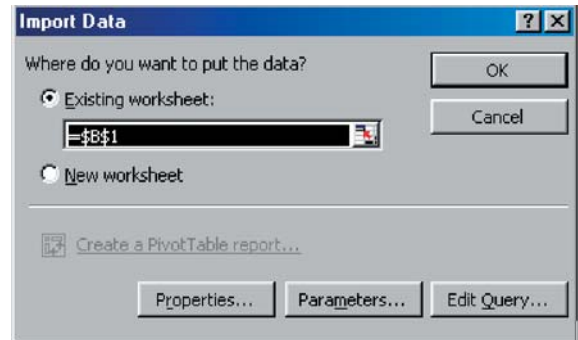 Import Data
Where do you want to put the data?
Existing worksheet:
=$B$1
New worksheet
Create a PivotTable report...
OK
Cancel
Properties...
Parameters...
Edit Query...